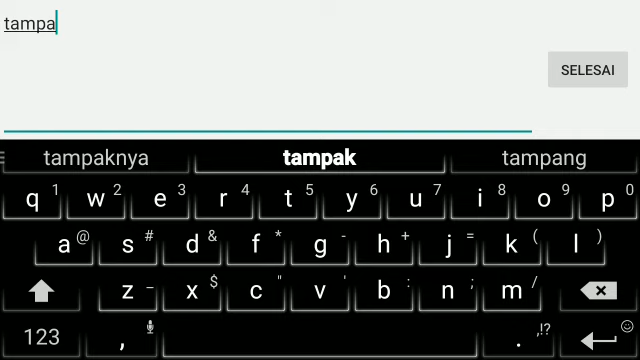 tampa
SELESAI
tampaknya tampak tampang
q 1 w 2 e 3 r 4 t 5 y 6 u 7 i 8 o 9 p 0
a @ s # d & f * g - h + j = k ( l )
z _ x $ c " v ' b : n ; m /
123 , . ,!?